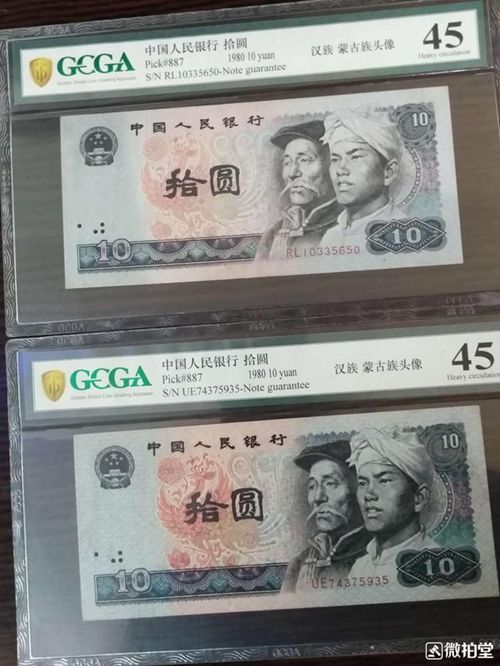 GCGA
中国人民银行 拾圆
Pick#887 1980 10 yuan
S/N RL10335650-Note guarantee
汉族 蒙古族头像
45
Heavy circulation
中国人民银行
10
拾圆
RL10335650
10
10
GCGA
中国人民银行 拾圆
Pick#887 1980 10 yuan
S/N UE74375935-Note guarantee
汉族 蒙古族头像
45
Heavy circulation
中国人民银行
10
拾圆
UE74375935
10
10
微拍堂